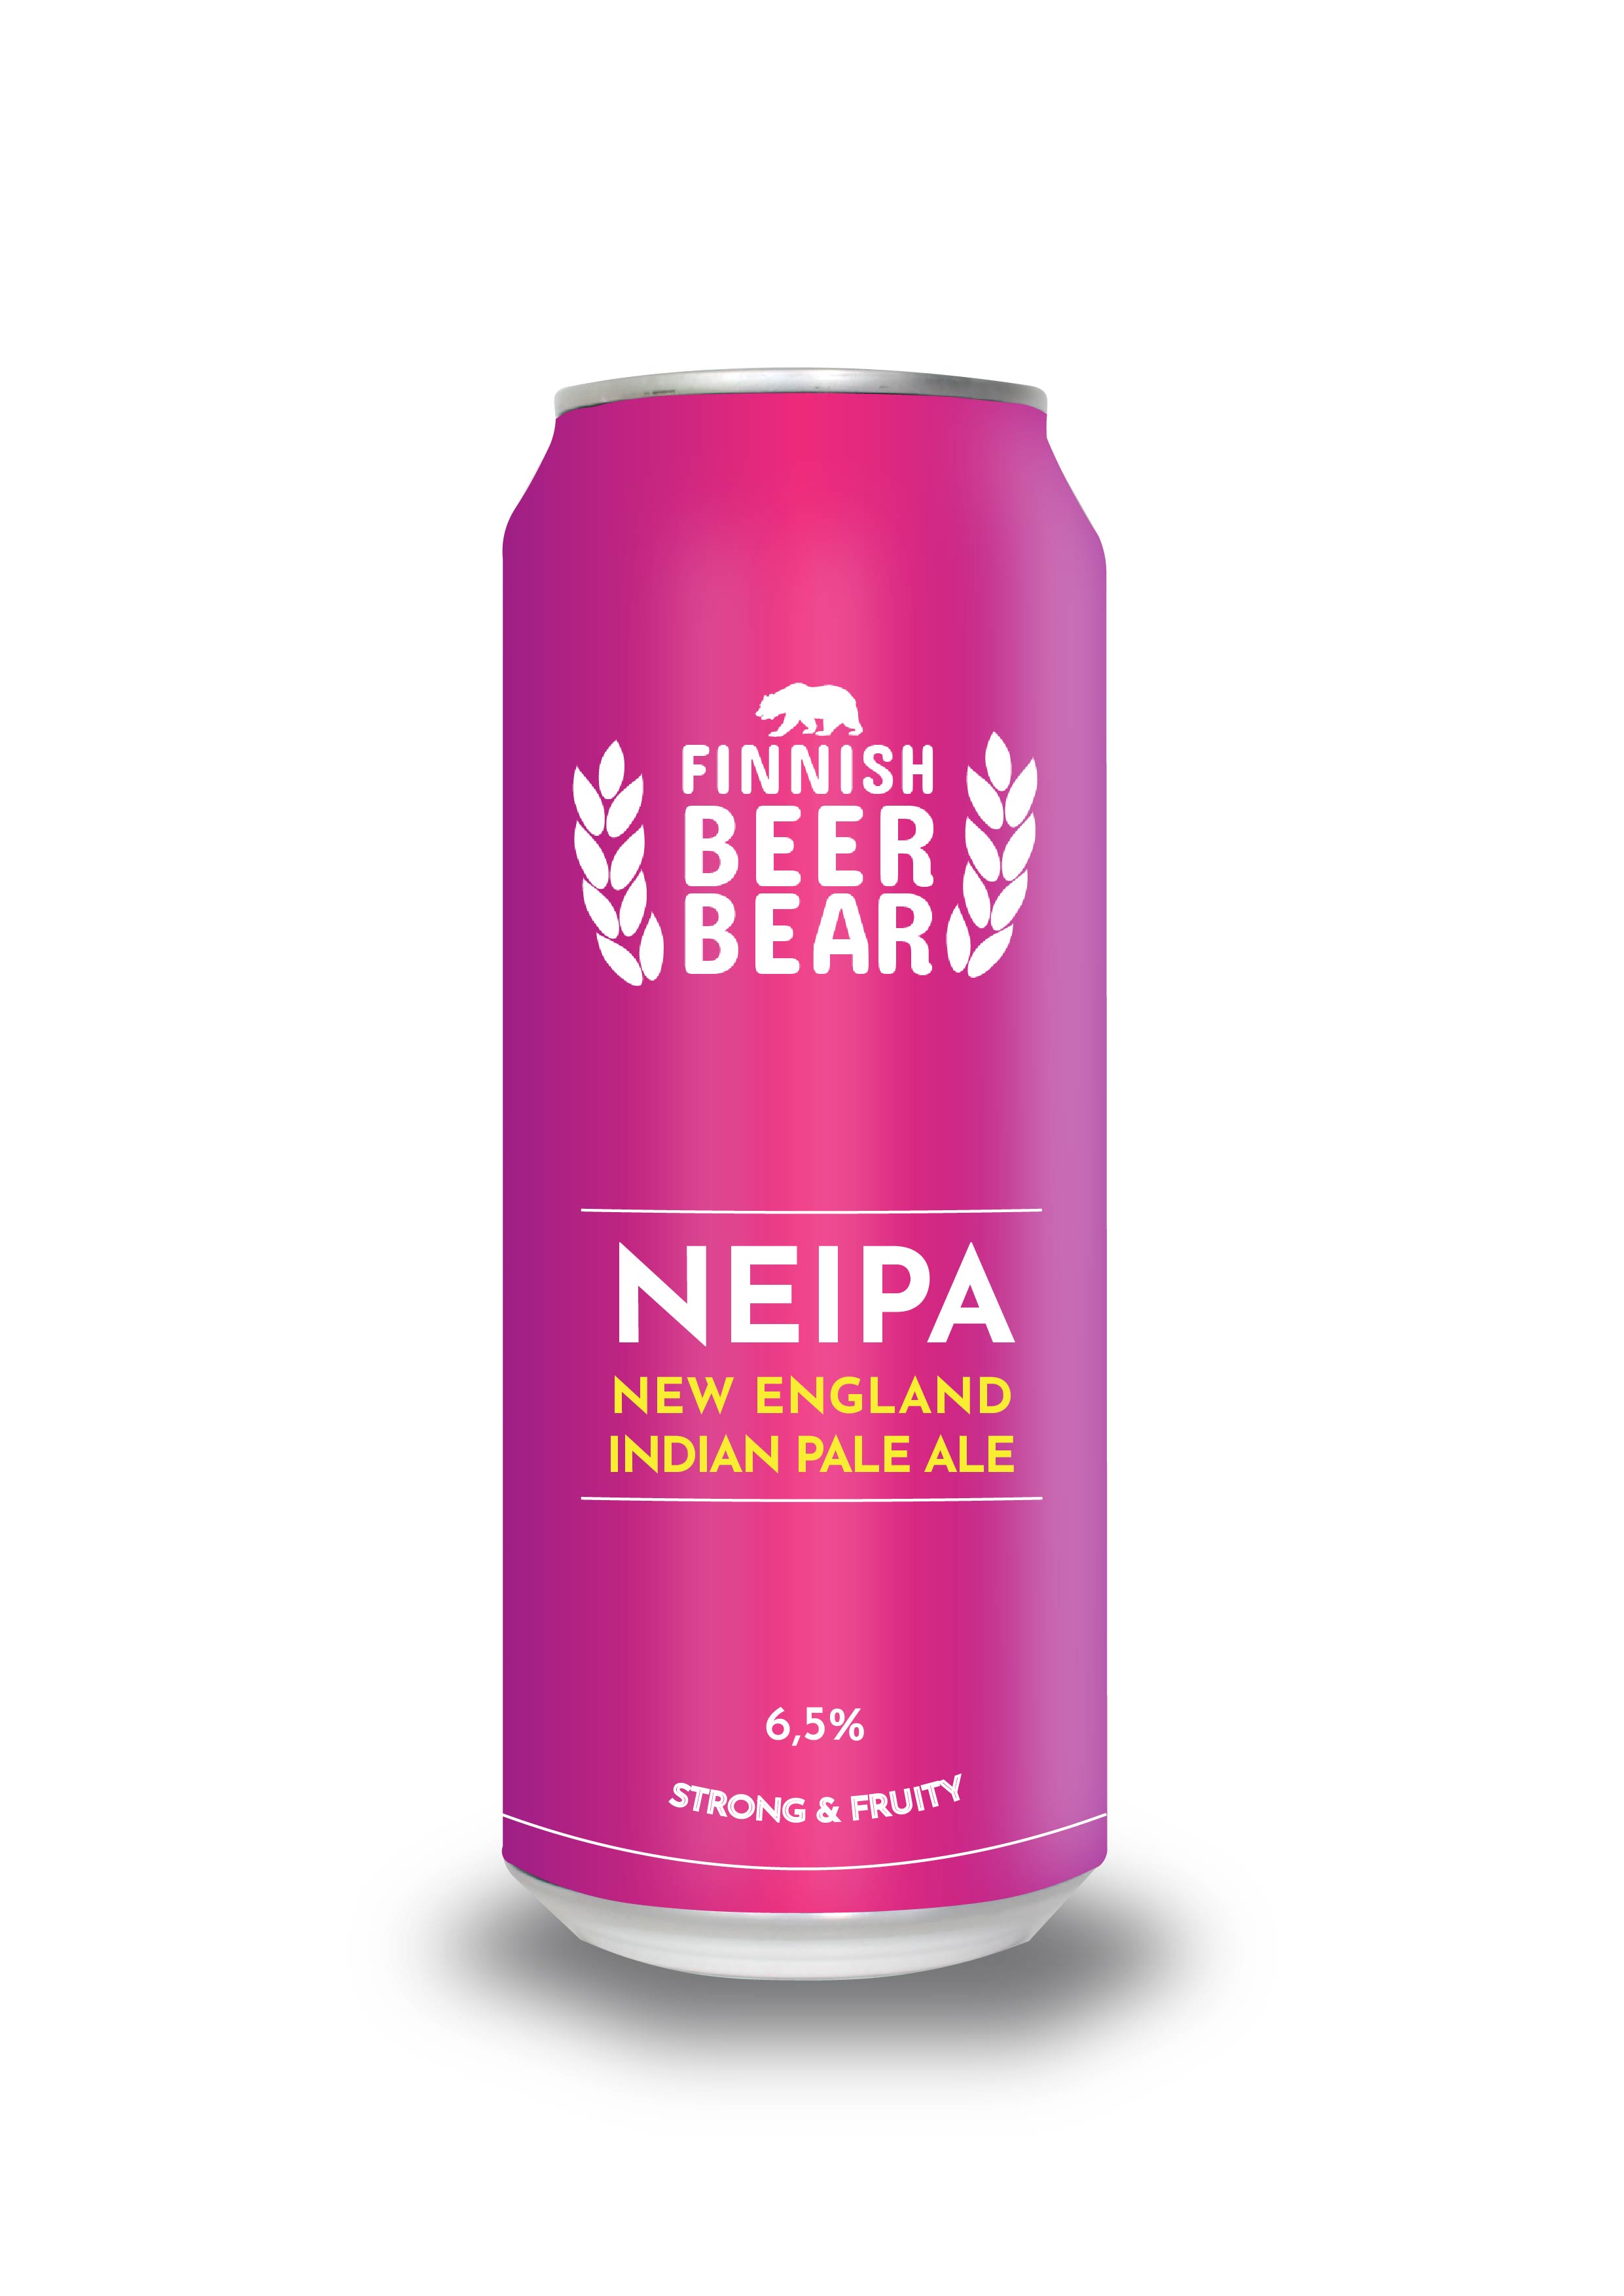 FINNISH
BEER
BEAR
NEIPA
NEW ENGLAND
INDIAN PALE ALE
6,5%
STRONG & FRUITY